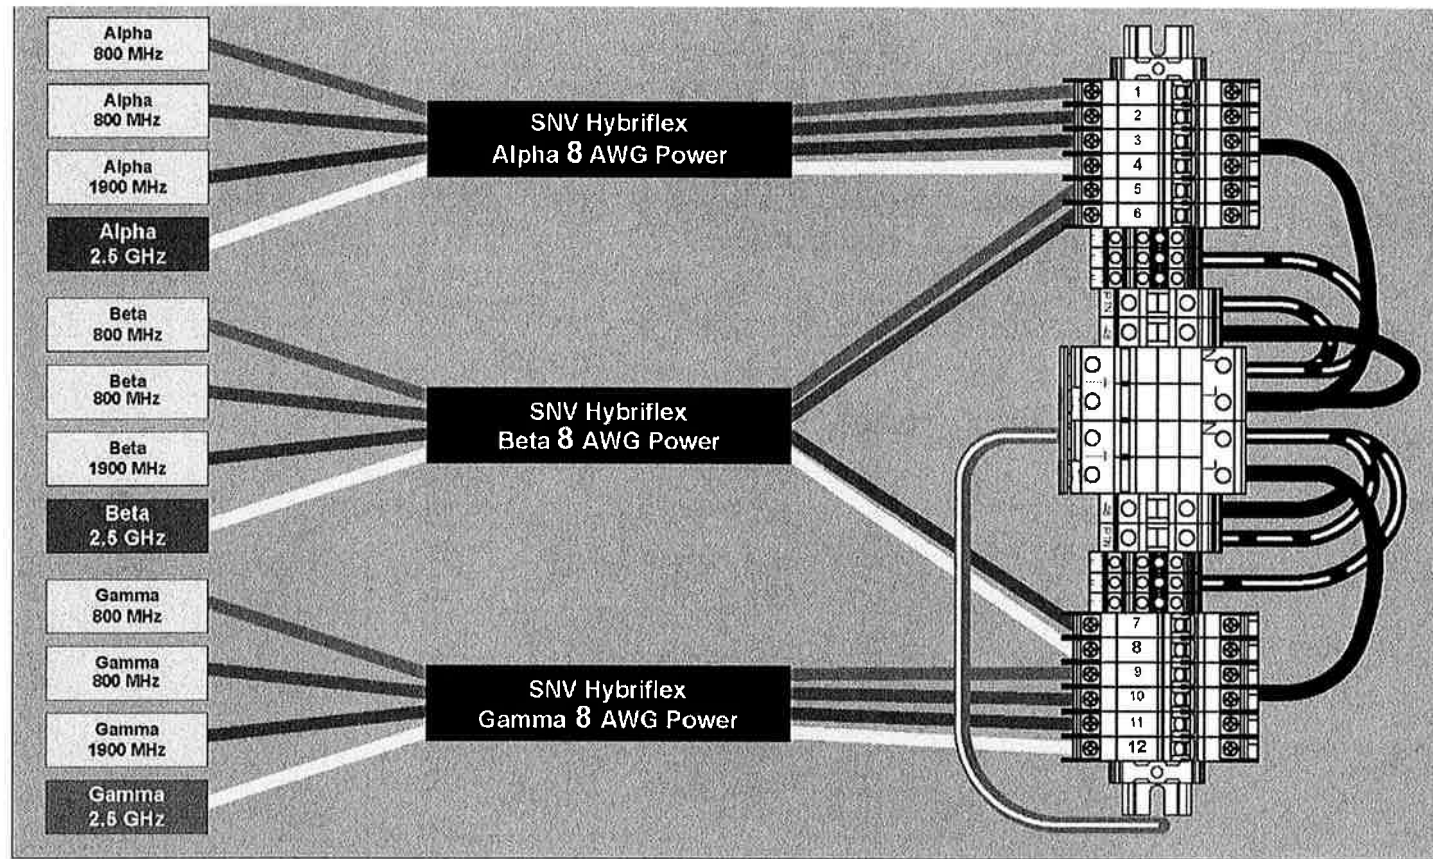 Alpha
800 MHz
Alpha
800 MHz
Alpha
1900 MHz
Alpha
2.5 GHz
SNV Hybriflex
Alpha 8 AWG Power
Beta
800 MHz
Beta
800 MHz
Beta
1900 MHz
Beta
2.5 GHz
SNV Hybriflex
Beta 8 AWG Power
Gamma
800 MHz
Gamma
800 MHz
Gamma
1900 MHz
Gamma
2.5 GHz
SNV Hybriflex
Gamma 8 AWG Power
1
2
3
4
5
6
N
L
N
L
7
8
9
10
11
12